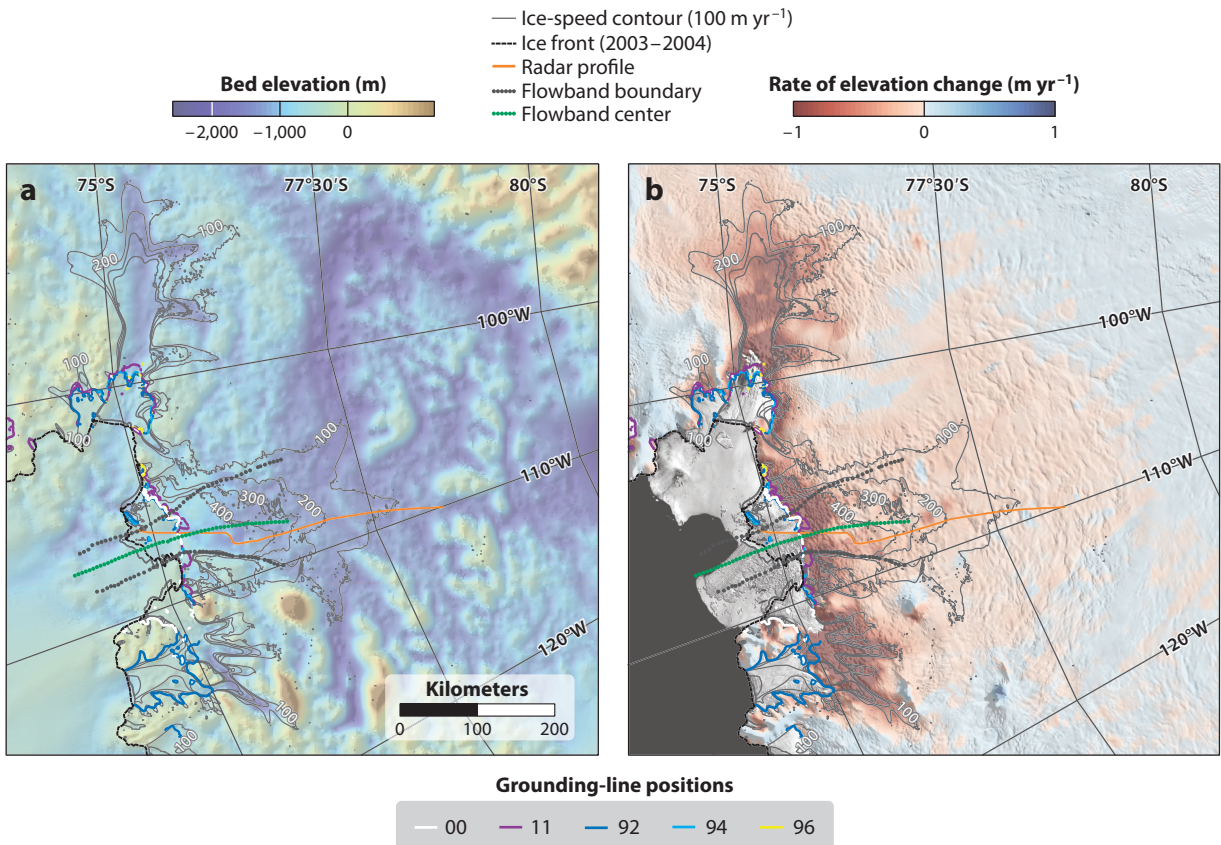 Ice-speed contour (100 m yr⁻¹)
Ice front (2003–2004)
Radar profile
Flowband boundary
Flowband center
Bed elevation (m)
−2,000 −1,000 0
Rate of elevation change (m yr⁻¹)
−1 0 1
a
75°S
77°30'S
80°S
100
200
100°W
100
100
100
110°W
300
200
400
120°W
100
100
Kilometers
0 100 200
b
75°S
77°30'S
80°S
100
200
100°W
100
100
100
110°W
300
200
400
120°W
100
100
Grounding-line positions
00 11 92 94 96